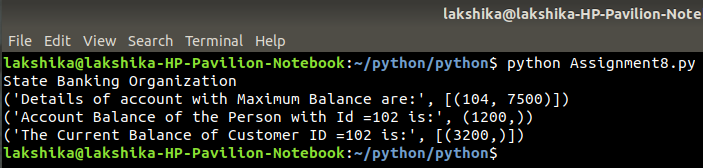 lakshika@lakshika-HP-Pavilion-Note
File Edit View Search Terminal Help
lakshika@lakshika-HP-Pavilion-Notebook:~/python/python$ python Assignment8.py
State Banking Organization
('Details of account with Maximum Balance are:', [(104, 7500)])
('Account Balance of the Person with Id =102 is:', (1200,))
('The Current Balance of Customer ID =102 is:', [(3200,)])
lakshika@lakshika-HP-Pavilion-Notebook:~/python/python$